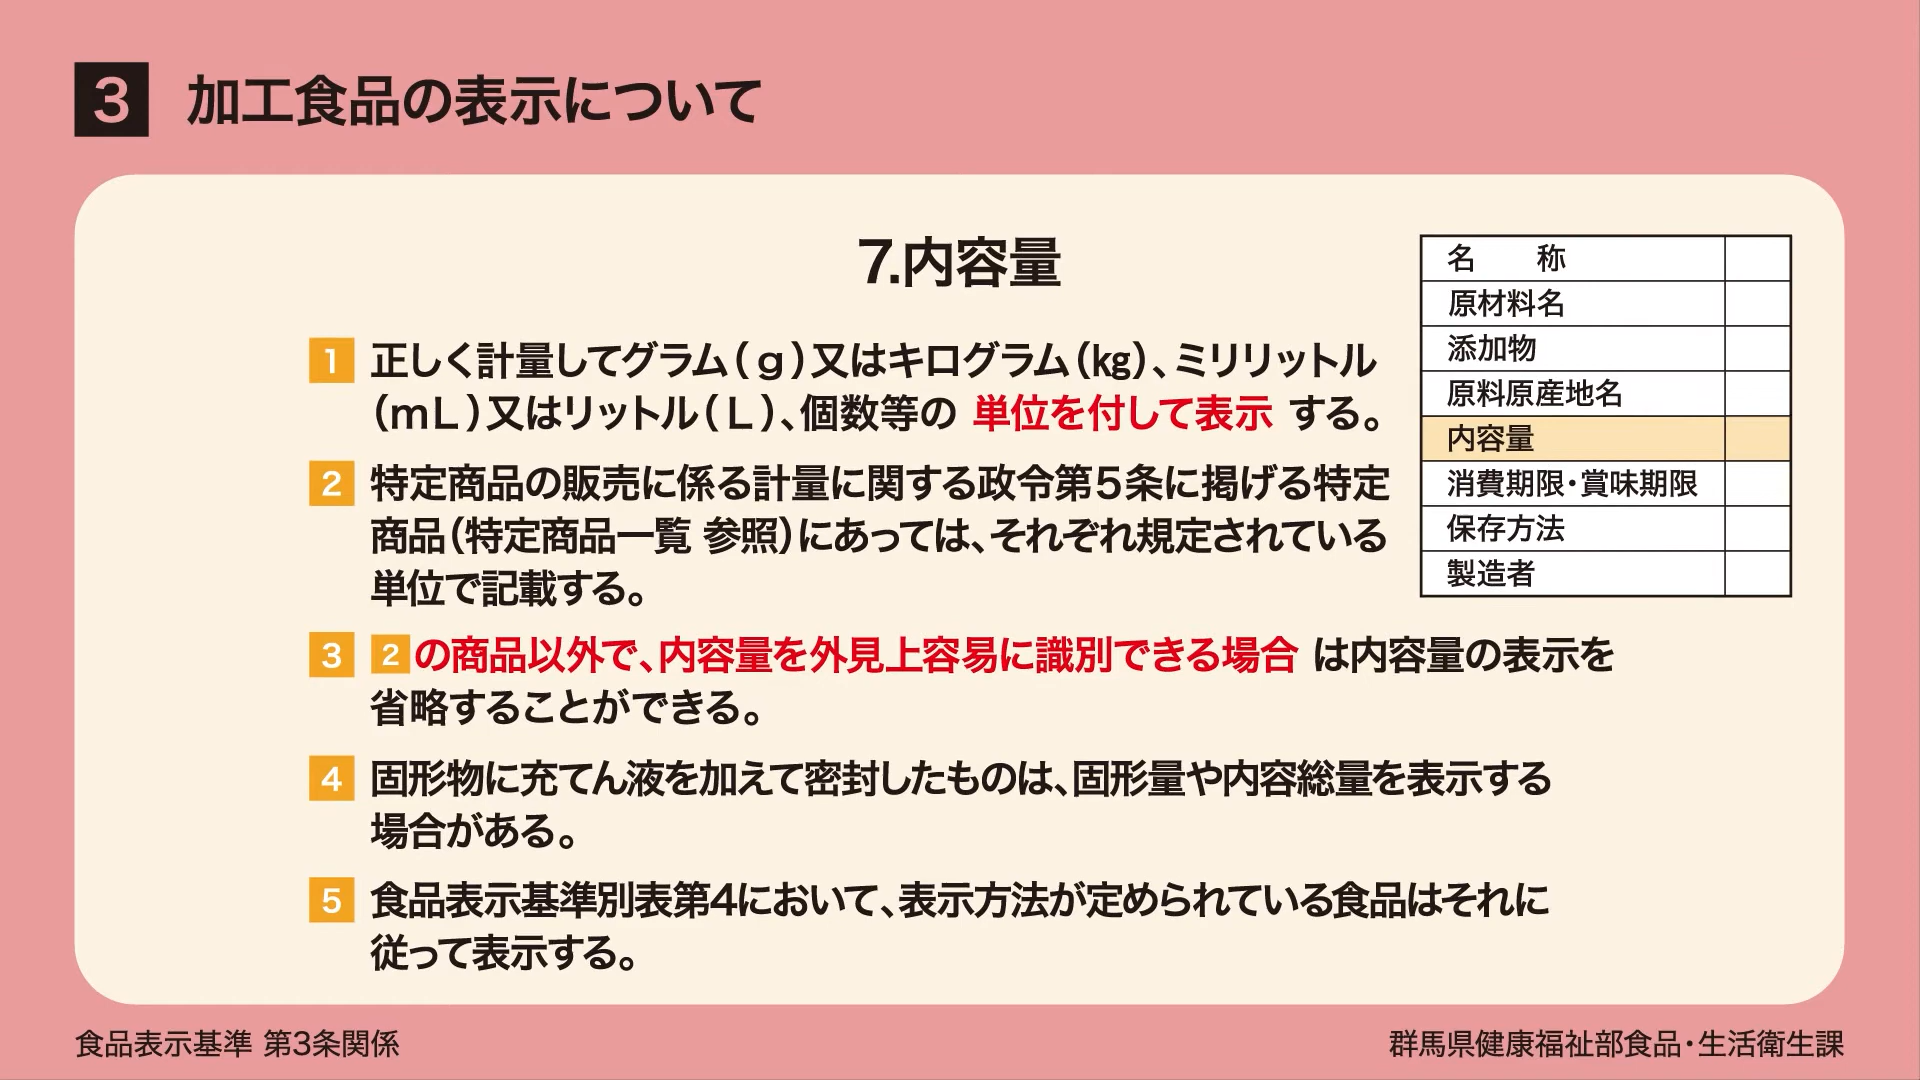 3 加工食品の表示について
7.内容量
1 正しく計量してグラム(g)又はキログラム(kg)、ミリリットル
(mL)又はリットル(L)、個数等の 単位を付して表示 する。
2 特定商品の販売に係る計量に関する政令第5条に掲げる特定
商品(特定商品一覧 参照)にあっては、それぞれ規定されている
単位で記載する。
3 2の商品以外で、内容量を外見上容易に識別できる場合 は内容量の表示を
省略することができる。
4 固形物に充てん液を加えて密封したものは、固形量や内容総量を表示する
場合がある。
5 食品表示基準別表第4において、表示方法が定められている食品はそれに
従って表示する。
名　　称
原材料名
添加物
原料原産地名
内容量
消費期限・賞味期限
保存方法
製造者
食品表示基準 第3条関係
群馬県健康福祉部食品・生活衛生課